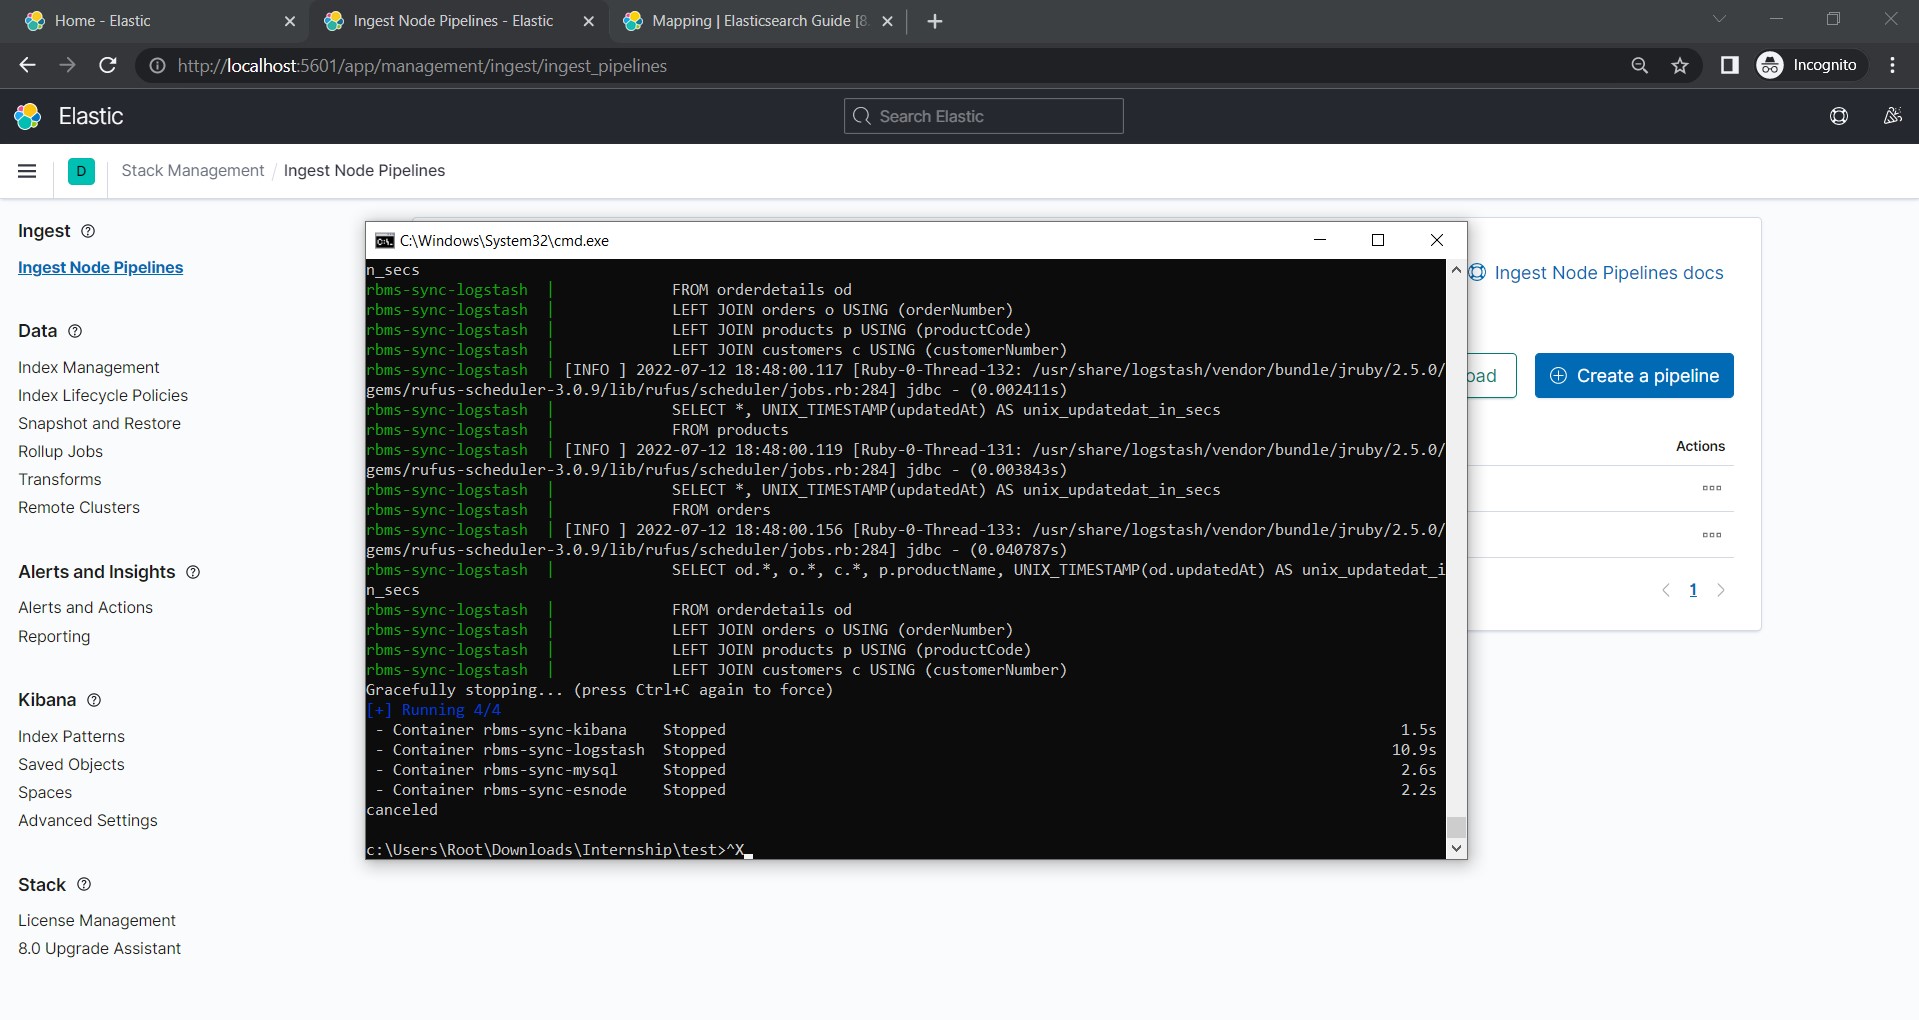 Home - Elastic
Ingest Node Pipelines - Elastic
Mapping | Elasticsearch Guide [8.
http://localhost:5601/app/management/ingest/ingest_pipelines
Incognito
Elastic
Search Elastic
D
Stack Management / Ingest Node Pipelines
Ingest
Ingest Node Pipelines
Data
Index Management
Index Lifecycle Policies
Snapshot and Restore
Rollup Jobs
Transforms
Remote Clusters
Alerts and Insights
Alerts and Actions
Reporting
Kibana
Index Patterns
Saved Objects
Spaces
Advanced Settings
Stack
License Management
8.0 Upgrade Assistant
C:\Windows\System32\cmd.exe
n_secs
rbms-sync-logstash | FROM orderdetails od
rbms-sync-logstash | LEFT JOIN orders o USING (orderNumber)
rbms-sync-logstash | LEFT JOIN products p USING (productCode)
rbms-sync-logstash | LEFT JOIN customers c USING (customerNumber)
rbms-sync-logstash | [INFO ] 2022-07-12 18:48:00.117 [Ruby-0-Thread-132: /usr/share/logstash/vendor/bundle/jruby/2.5.0/
gems/rufus-scheduler-3.0.9/lib/rufus/scheduler/jobs.rb:284] jdbc - (0.002411s)
rbms-sync-logstash | SELECT *, UNIX_TIMESTAMP(updatedAt) AS unix_updatedat_in_secs
rbms-sync-logstash | FROM products
rbms-sync-logstash | [INFO ] 2022-07-12 18:48:00.119 [Ruby-0-Thread-131: /usr/share/logstash/vendor/bundle/jruby/2.5.0/
gems/rufus-scheduler-3.0.9/lib/rufus/scheduler/jobs.rb:284] jdbc - (0.003843s)
rbms-sync-logstash | SELECT *, UNIX_TIMESTAMP(updatedAt) AS unix_updatedat_in_secs
rbms-sync-logstash | FROM orders
rbms-sync-logstash | [INFO ] 2022-07-12 18:48:00.156 [Ruby-0-Thread-133: /usr/share/logstash/vendor/bundle/jruby/2.5.0/
gems/rufus-scheduler-3.0.9/lib/rufus/scheduler/jobs.rb:284] jdbc - (0.040787s)
rbms-sync-logstash | SELECT od.*, o.*, c.*, p.productName, UNIX_TIMESTAMP(od.updatedAt) AS unix_updatedat_i
n_secs
rbms-sync-logstash | FROM orderdetails od
rbms-sync-logstash | LEFT JOIN orders o USING (orderNumber)
rbms-sync-logstash | LEFT JOIN products p USING (productCode)
rbms-sync-logstash | LEFT JOIN customers c USING (customerNumber)
Gracefully stopping... (press Ctrl+C again to force)
[+] Running 4/4
- Container rbms-sync-kibana Stopped 1.5s
- Container rbms-sync-logstash Stopped 10.9s
- Container rbms-sync-mysql Stopped 2.6s
- Container rbms-sync-esnode Stopped 2.2s
canceled
c:\Users\Root\Downloads\Internship\test>^X
Ingest Node Pipelines docs
oad
Create a pipeline
Actions
1